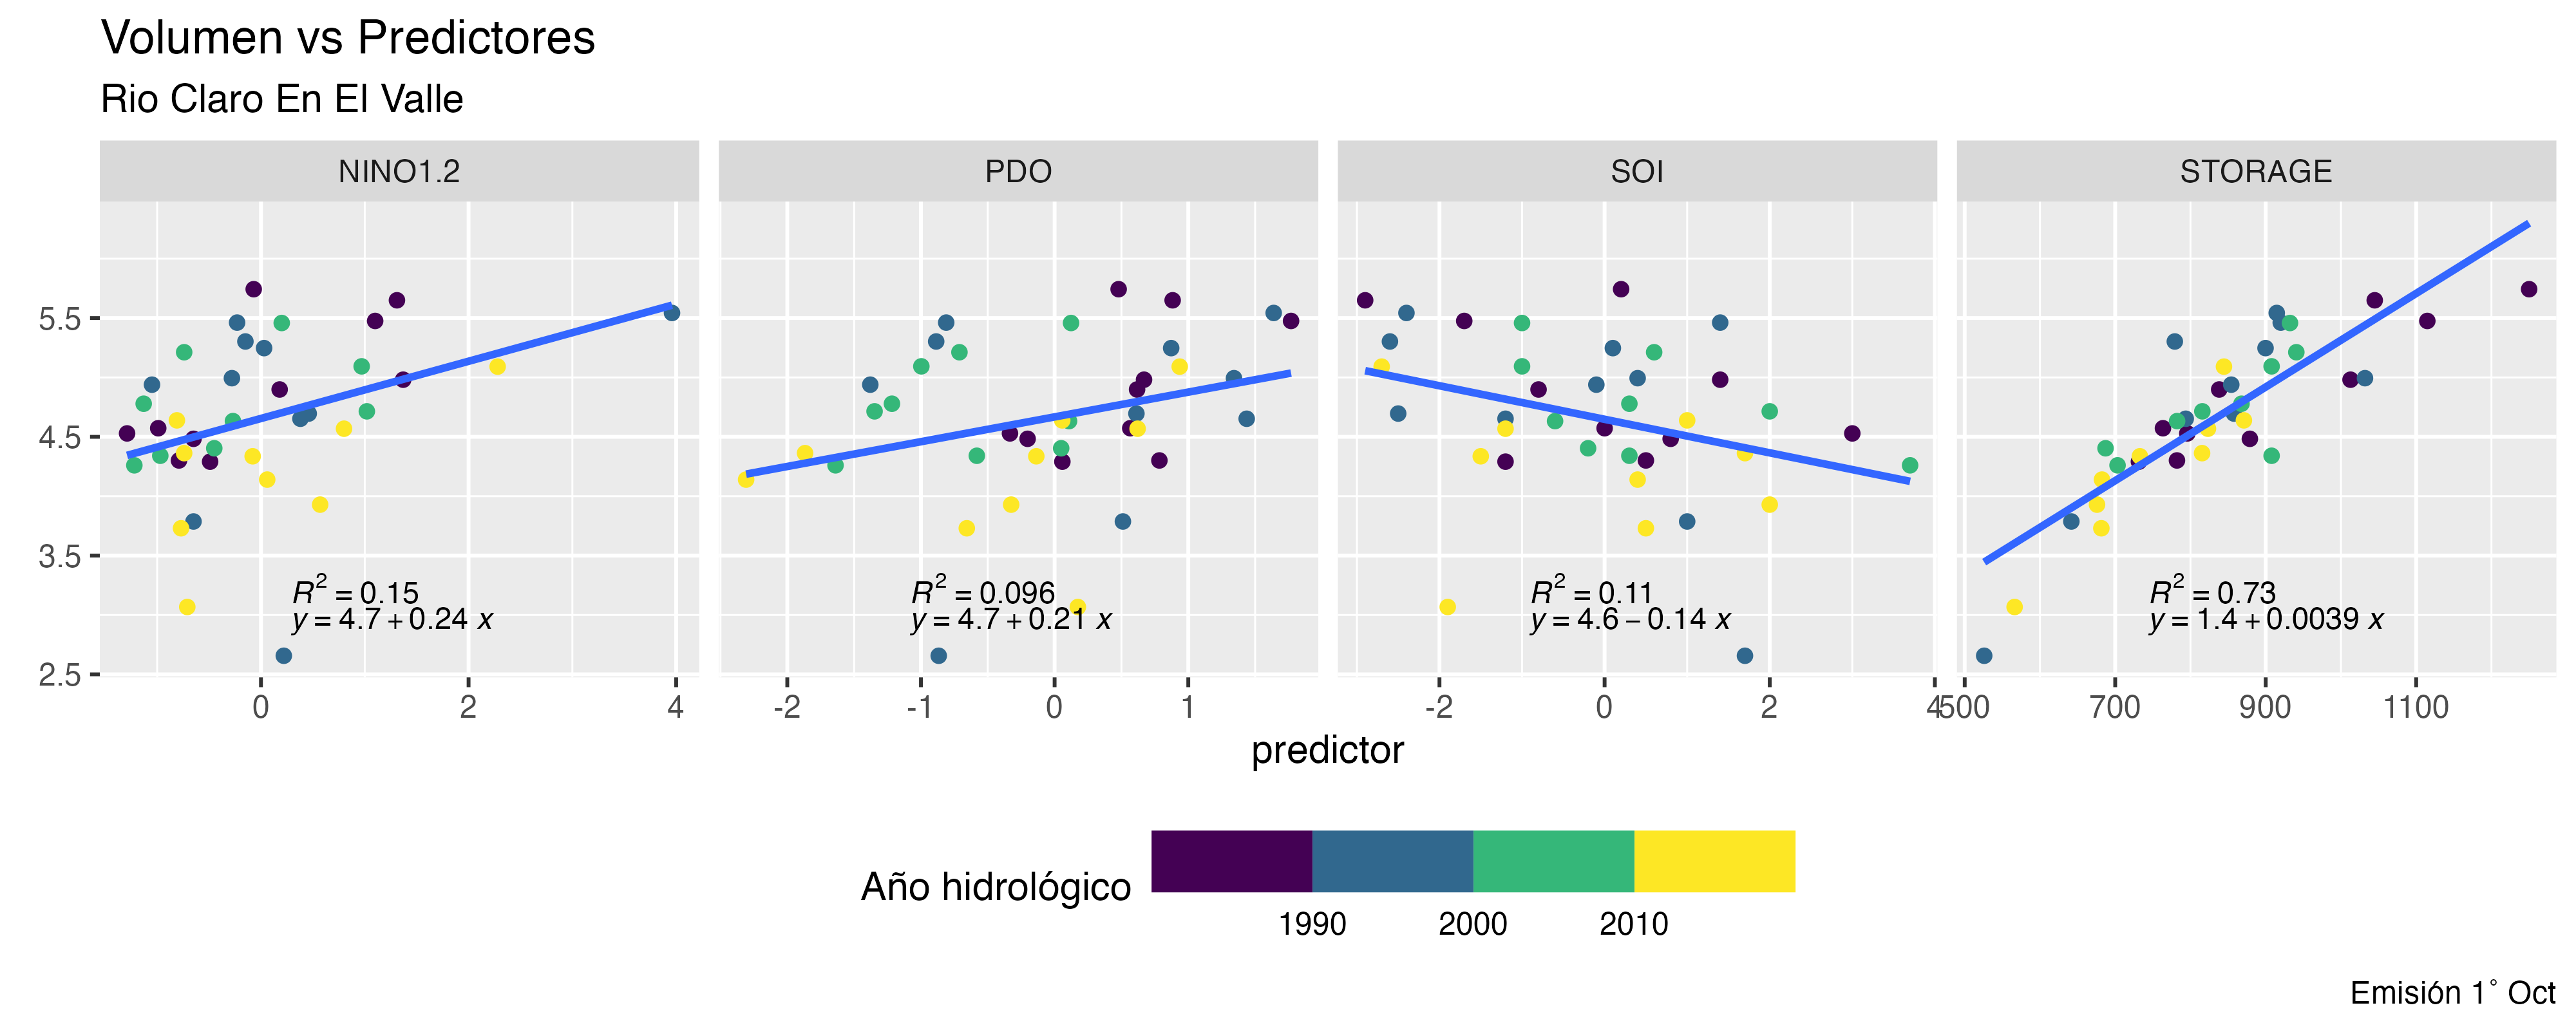 Volumen vs Predictores
Rio Claro En El Valle
NINO1.2 PDO SOI STORAGE
5.5
4.5
3.5
2.5
R² = 0.15 R² = 0.096 R² = 0.11 R² = 0.73
y = 4.7 + 0.24 x y = 4.7 + 0.21 x y = 4.6 − 0.14 x y = 1.4 + 0.0039 x
0 2 4 -2 -1 0 1 -2 0 2 4 500 700 900 1100
predictor
Año hidrológico
1990 2000 2010
Emisión 1° Oct